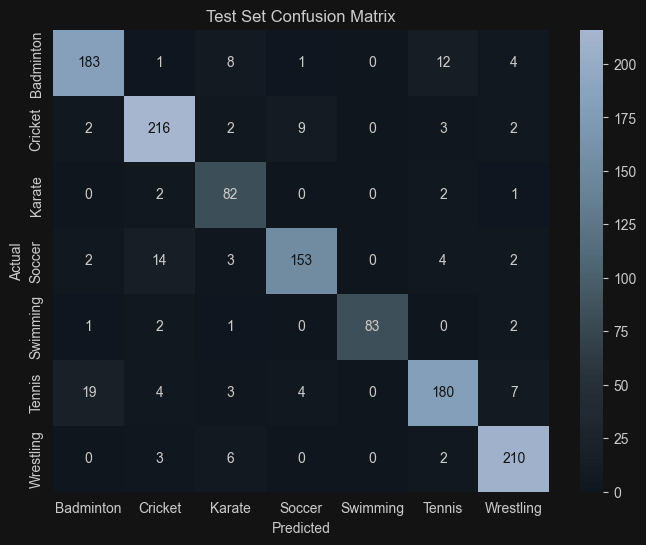 Test Set Confusion Matrix
Actual
Badminton 183 1 8 1 0 12 4
Cricket 2 216 2 9 0 3 2
Karate 0 2 82 0 0 2 1
Soccer 2 14 3 153 0 4 2
Swimming 1 2 1 0 83 0 2
Tennis 19 4 3 4 0 180 7
Wrestling 0 3 6 0 0 2 210
Badminton Cricket Karate Soccer Swimming Tennis Wrestling
Predicted
200
175
150
125
100
75
50
25
0